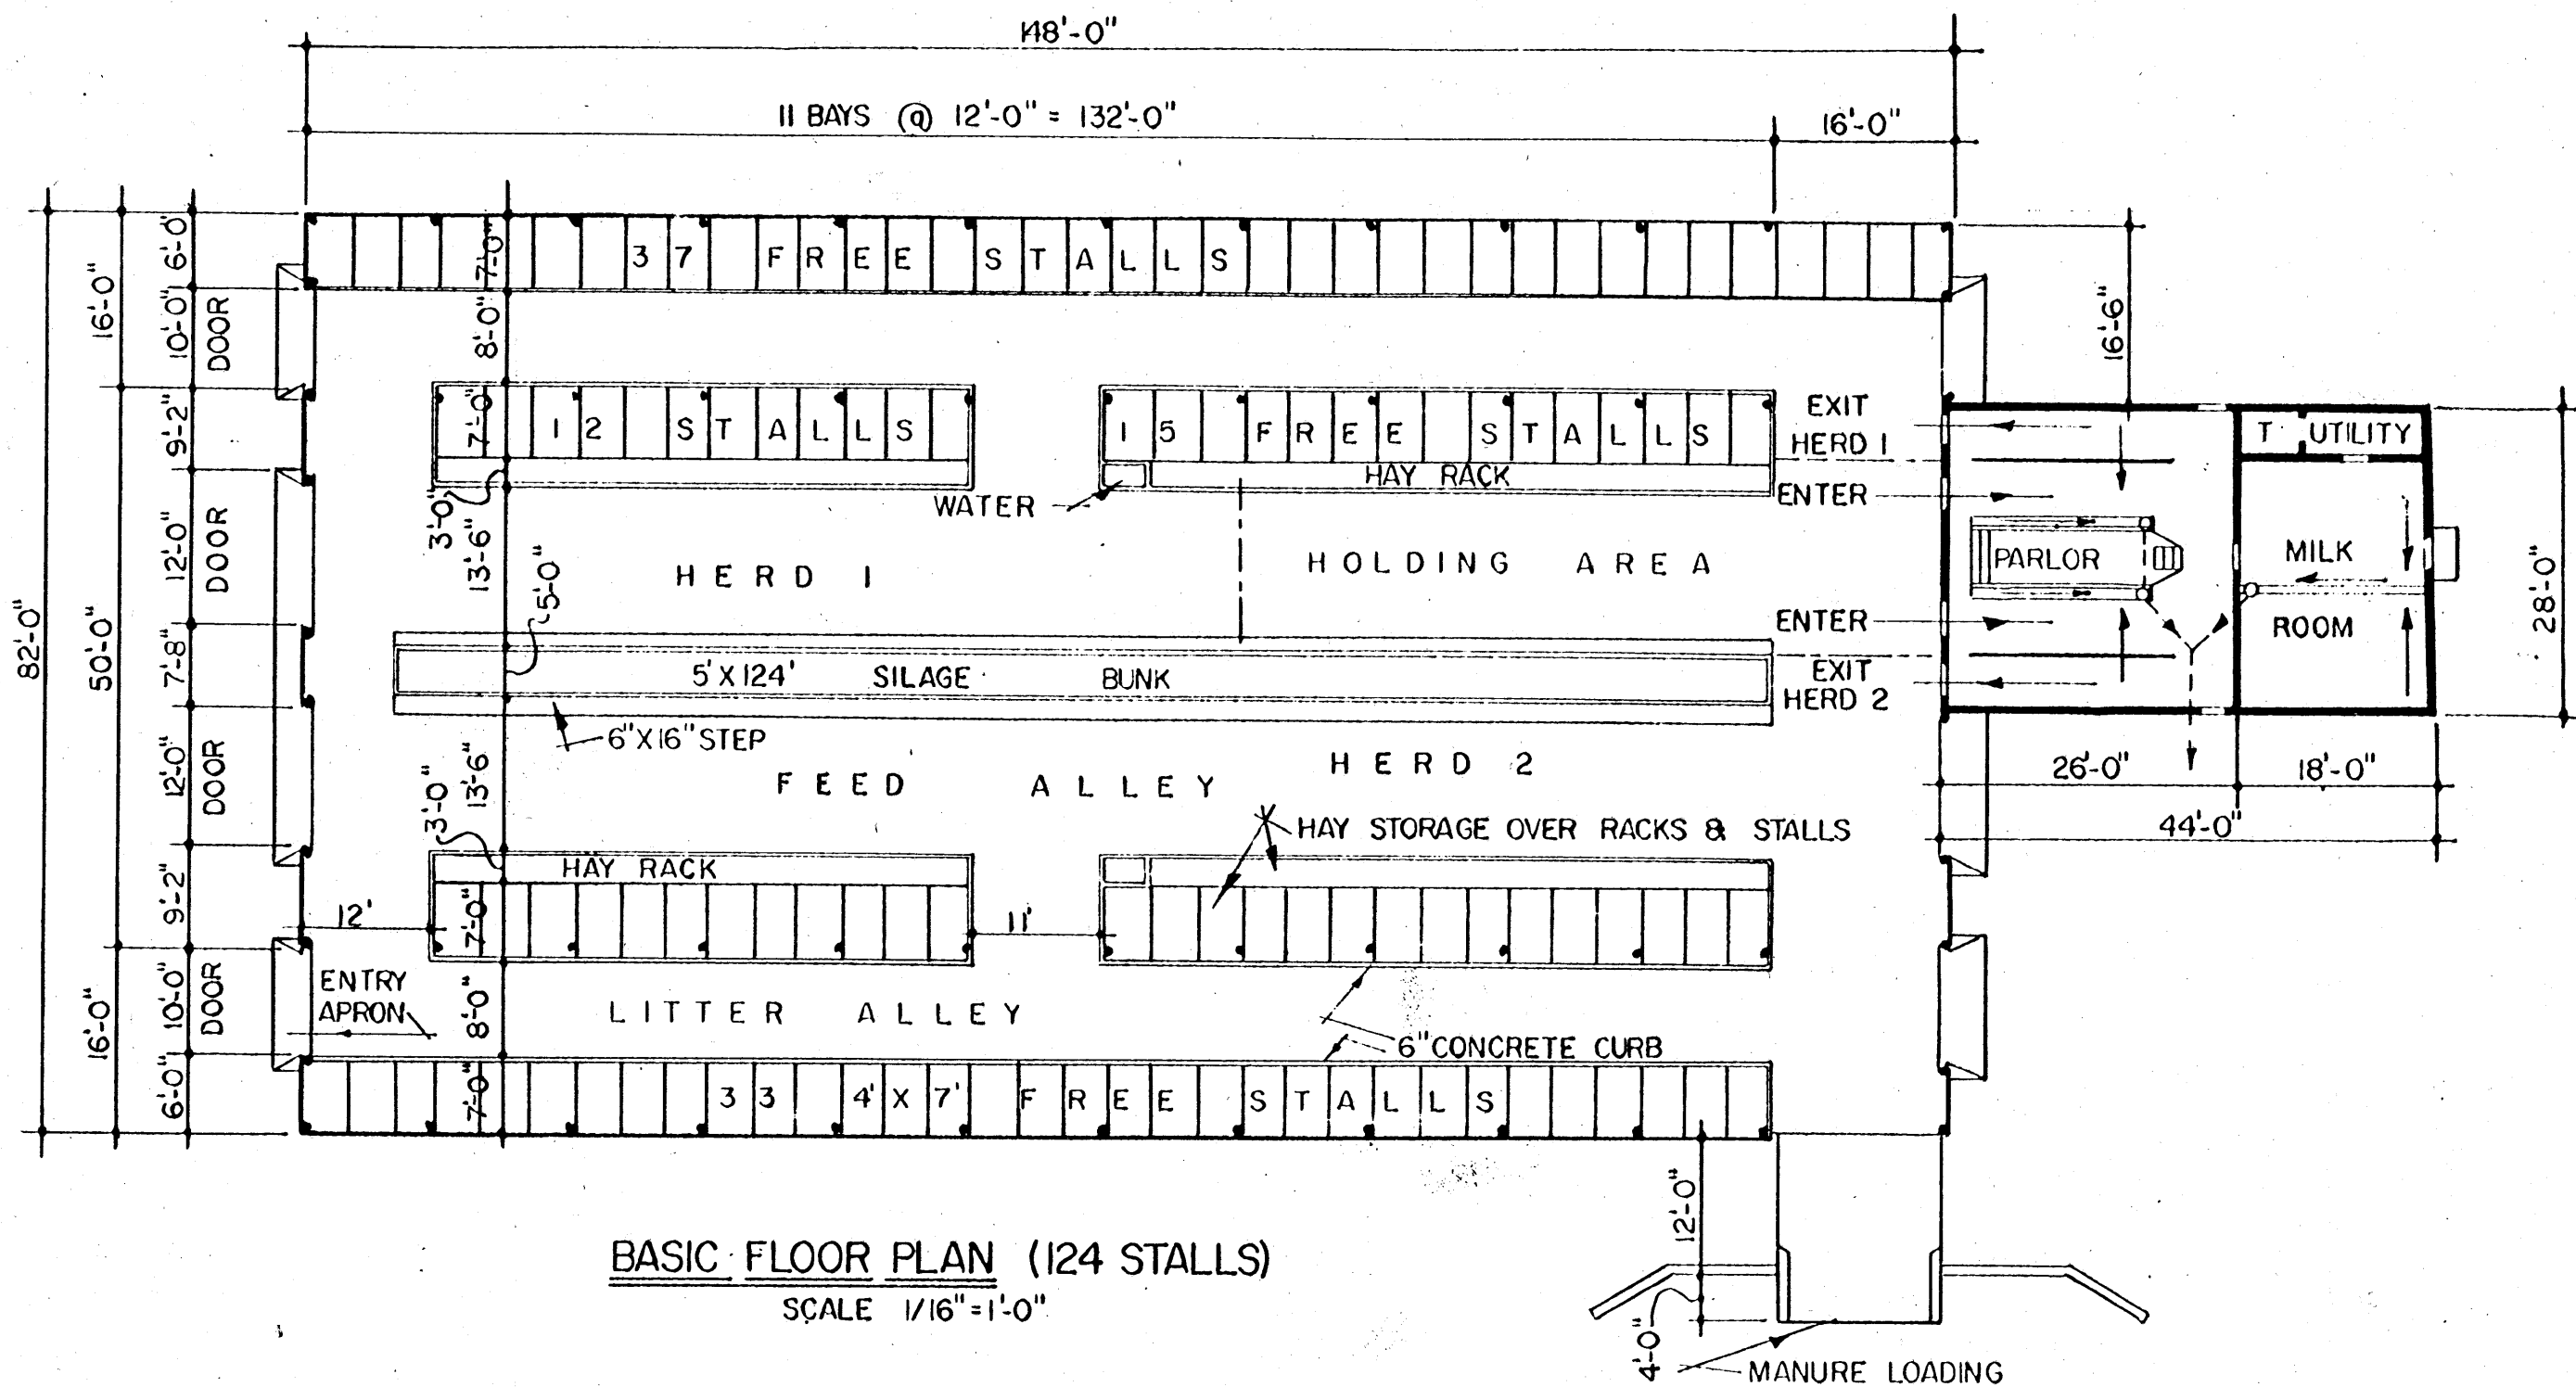 148'-0"
11 BAYS @ 12'-0" = 132'-0"
16'-0"
82'-0"
16'-0"
50'-0"
16'-0"
6'-0"
10'-0"
DOOR
9'-2"
12'-0"
DOOR
7'-8"
12'-0"
DOOR
9'-2"
10'-0"
DOOR
6'-0"
7'-0"
8'-0"
7'-0"
3'-0"
13'-6"
5'-0"
13'-6"
3'-0"
7'-0"
8'-0"
7'-0"
37 FREE STALLS
12 STALLS
15 FREE STALLS
HAY RACK
WATER
HERD 1
HOLDING AREA
EXIT
HERD 1
ENTER
ENTER
EXIT
HERD 2
5' X 124' SILAGE BUNK
6"X16" STEP
FEED ALLEY
HERD 2
HAY STORAGE OVER RACKS & STALLS
HAY RACK
12'
11'
ENTRY
APRON
LITTER ALLEY
6" CONCRETE CURB
33 4' X 7' FREE STALLS
16'-6"
T UTILITY
PARLOR
MILK
ROOM
28'-0"
26'-0"
18'-0"
44'-0"
12'-0"
4'-0"
MANURE LOADING
BASIC FLOOR PLAN (124 STALLS)
SCALE 1/16"=1'-0"